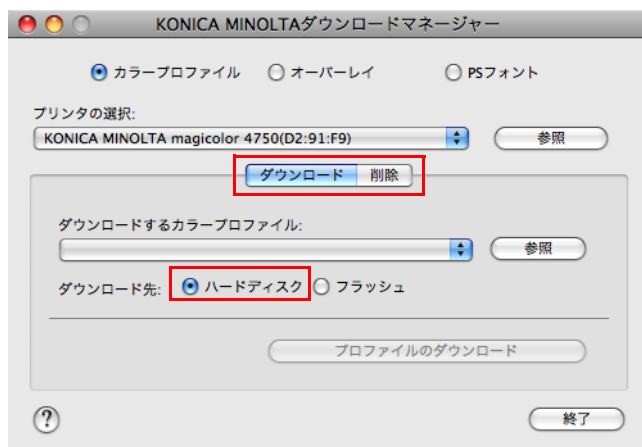 KONICA MINOLTAダウンロードマネージャー
カラープロファイル オーバーレイ PSフォント
プリンタの選択:
KONICA MINOLTA magicolor 4750(D2:91:F9) 参照
ダウンロード 削除
ダウンロードするカラープロファイル:
参照
ダウンロード先: ハードディスク フラッシュ
プロファイルのダウンロード
? 終了